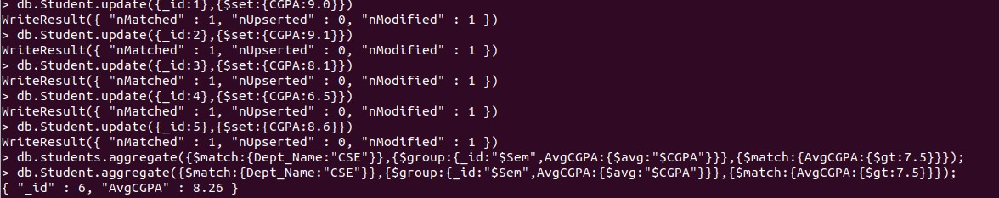 > db.Student.update({_id:1},{$set:{CGPA:9.0}})
WriteResult({ "nMatched" : 1, "nUpserted" : 0, "nModified" : 1 })
> db.Student.update({_id:2},{$set:{CGPA:9.1}})
WriteResult({ "nMatched" : 1, "nUpserted" : 0, "nModified" : 1 })
> db.Student.update({_id:3},{$set:{CGPA:8.1}})
WriteResult({ "nMatched" : 1, "nUpserted" : 0, "nModified" : 1 })
> db.Student.update({_id:4},{$set:{CGPA:6.5}})
WriteResult({ "nMatched" : 1, "nUpserted" : 0, "nModified" : 1 })
> db.Student.update({_id:5},{$set:{CGPA:8.6}})
WriteResult({ "nMatched" : 1, "nUpserted" : 0, "nModified" : 1 })
> db.students.aggregate({$match:{Dept_Name:"CSE"}},{$group:{_id:"$Sem",AvgCGPA:{$avg:"$CGPA"}}},{$match:{AvgCGPA:{$gt:7.5}}});
> db.Student.aggregate({$match:{Dept_Name:"CSE"}},{$group:{_id:"$Sem",AvgCGPA:{$avg:"$CGPA"}}},{$match:{AvgCGPA:{$gt:7.5}}});
{ "_id" : 6, "AvgCGPA" : 8.26 }